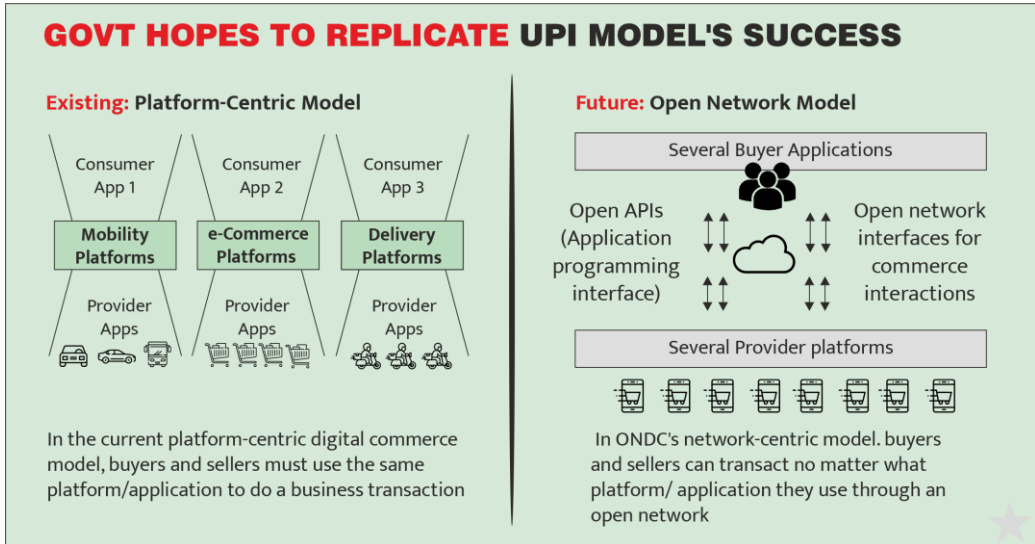 GOVT HOPES TO REPLICATE UPI MODEL'S SUCCESS
Existing: Platform-Centric Model
Consumer
App 1
Consumer
App 2
Consumer
App 3
Mobility
Platforms
e-Commerce
Platforms
Delivery
Platforms
Provider
Apps
Provider
Apps
Provider
Apps
In the current platform-centric digital commerce
model, buyers and sellers must use the same
platform/application to do a business transaction
Future: Open Network Model
Several Buyer Applications
Open APIs
(Application
programming
interface)
Open network
interfaces for
commerce
interactions
Several Provider platforms
In ONDC's network-centric model. buyers
and sellers can transact no matter what
platform/ application they use through an
open network